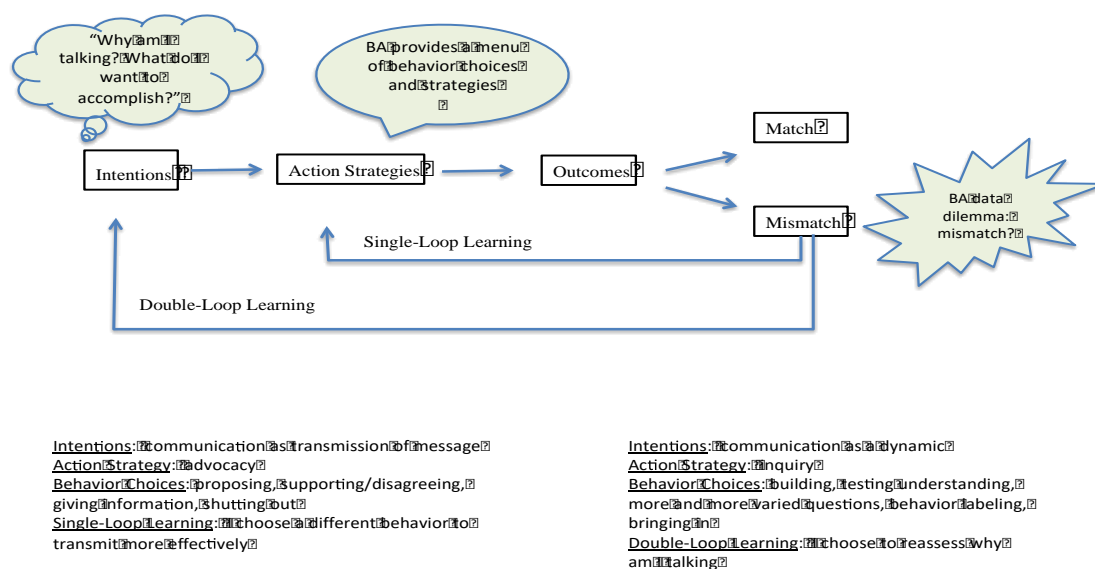 “Why am I
talking? What do I
want to
accomplish?”
BA provides a menu
of behavior choices
and strategies
Match
Intentions
Action Strategies
Outcomes
BA data
dilemma:
mismatch?
Mismatch
Single-Loop Learning
Double-Loop Learning
Intentions: communication as transmission of message
Action Strategy: advocacy
Behavior Choices: proposing, supporting/disagreeing,
giving information, shutting out
Single-Loop Learning: I choose a different behavior to
transmit more effectively
Intentions: communication as a dynamic
Action Strategy: inquiry
Behavior Choices: building, testing understanding,
more and more varied questions, behavior labeling,
bringing in
Double-Loop Learning: I choose to reassess why
am I talking